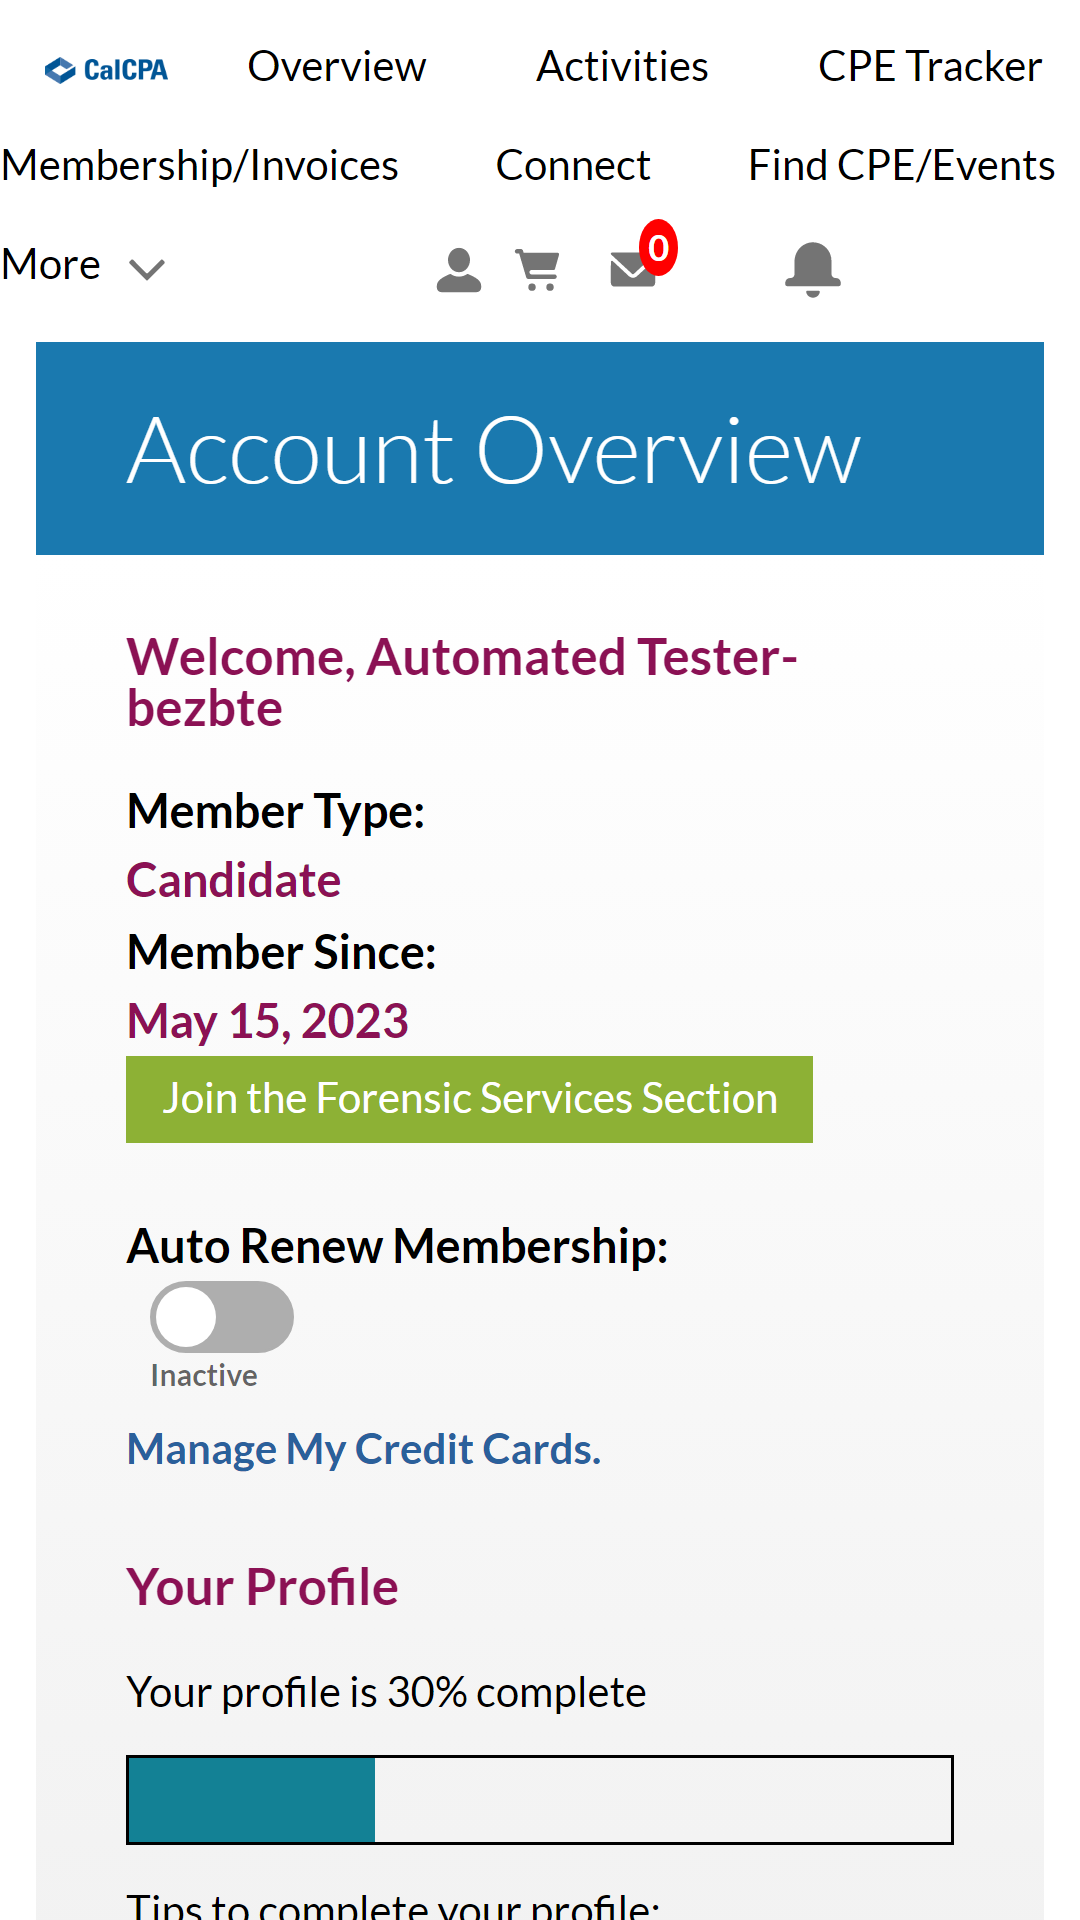 CalCPA Overview Activities CPE Tracker
Membership/Invoices Connect Find CPE/Events
More 0
Account Overview
Welcome, Automated Tester-
bezbte
Member Type:
Candidate
Member Since:
May 15, 2023
Join the Forensic Services Section
Auto Renew Membership:
Inactive
Manage My Credit Cards.
Your Profile
Your profile is 30% complete
Tips to complete your profile: